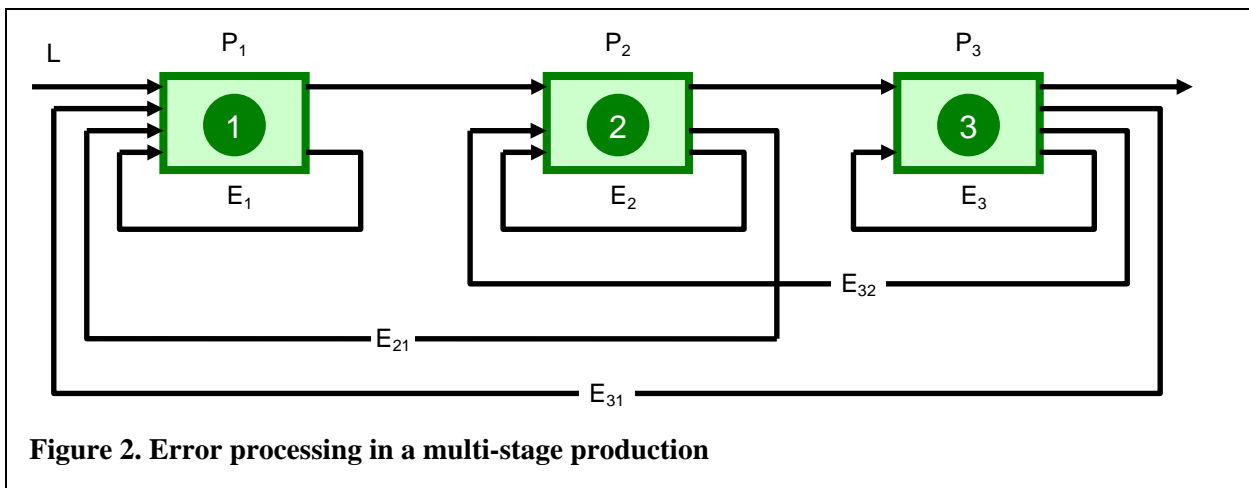 L
P₁
P₂
P₃
1
2
3
E₁
E₂
E₃
E₃₂
E₂₁
E₃₁
Figure 2. Error processing in a multi-stage production